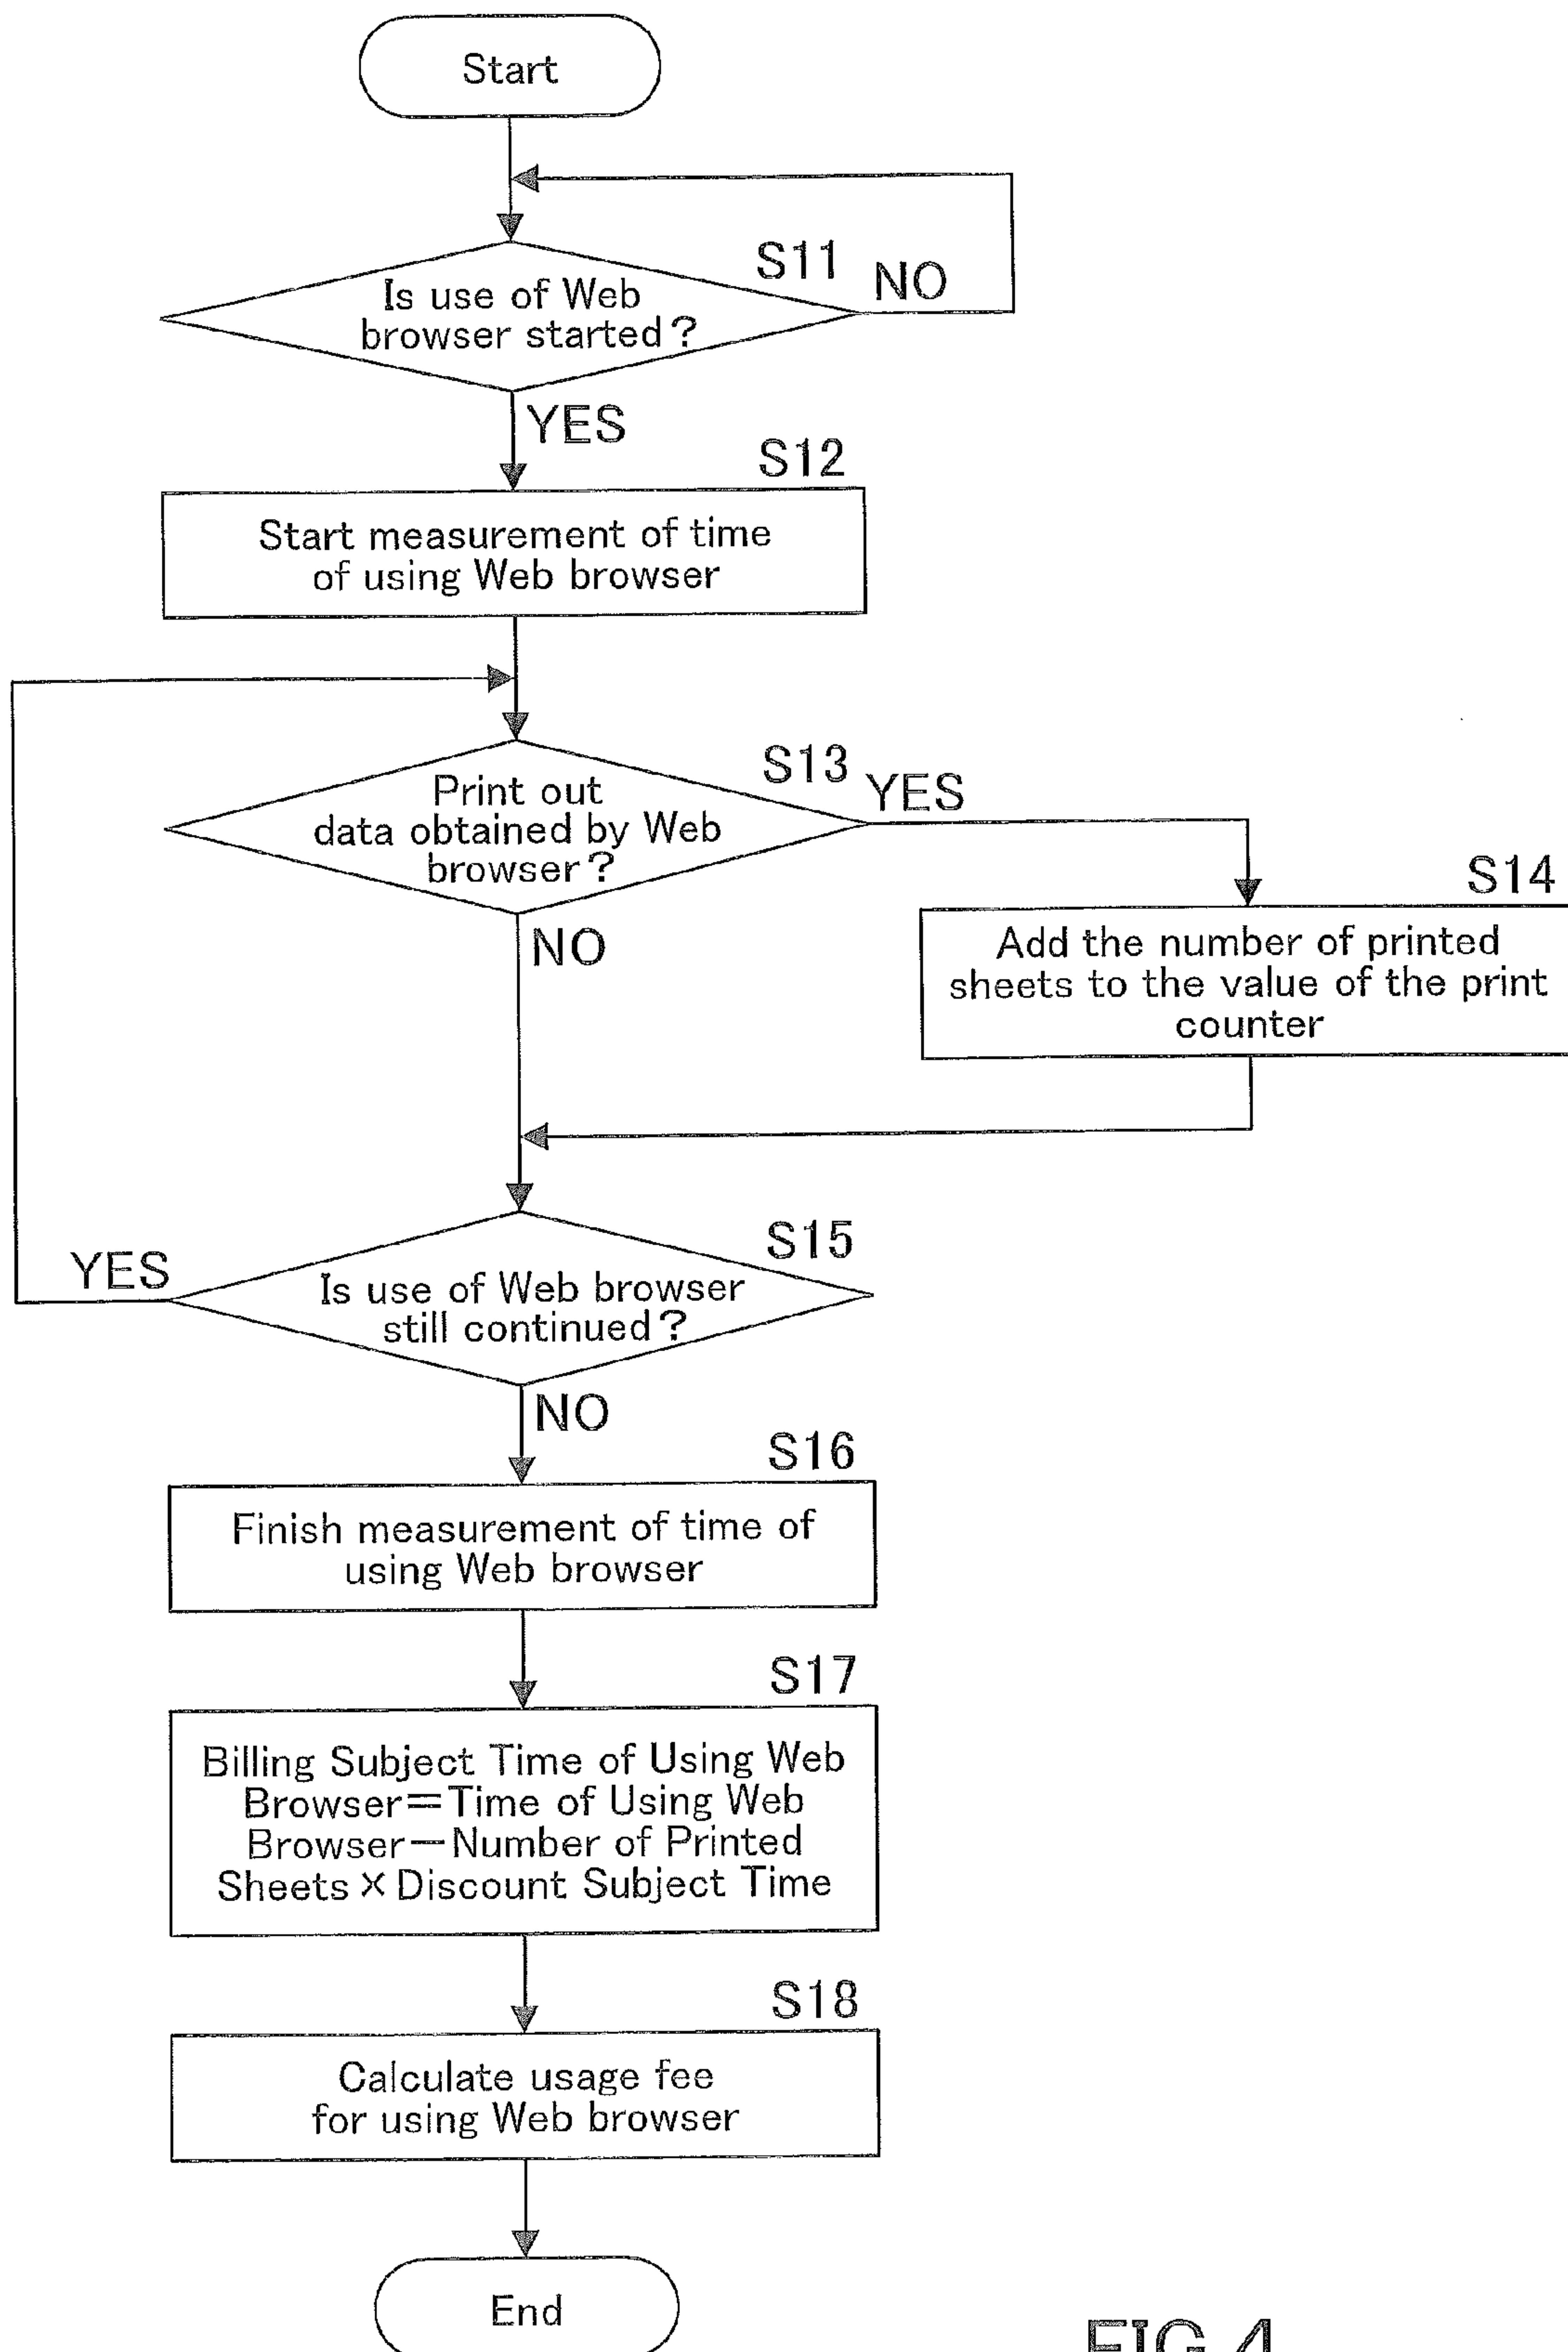 Start
S11
NO
Is use of Web
browser started?
YES
S12
Start measurement of time
of using Web browser
S13
YES
Print out
data obtained by Web
browser?
NO
S14
Add the number of printed
sheets to the value of the print
counter
S15
YES
Is use of Web browser
still continued?
NO
S16
Finish measurement of time of
using Web browser
S17
Billing Subject Time of Using Web
Browser=Time of Using Web
Browser-Number of Printed
Sheets×Discount Subject Time
S18
Calculate usage fee
for using Web browser
End
FIG.4